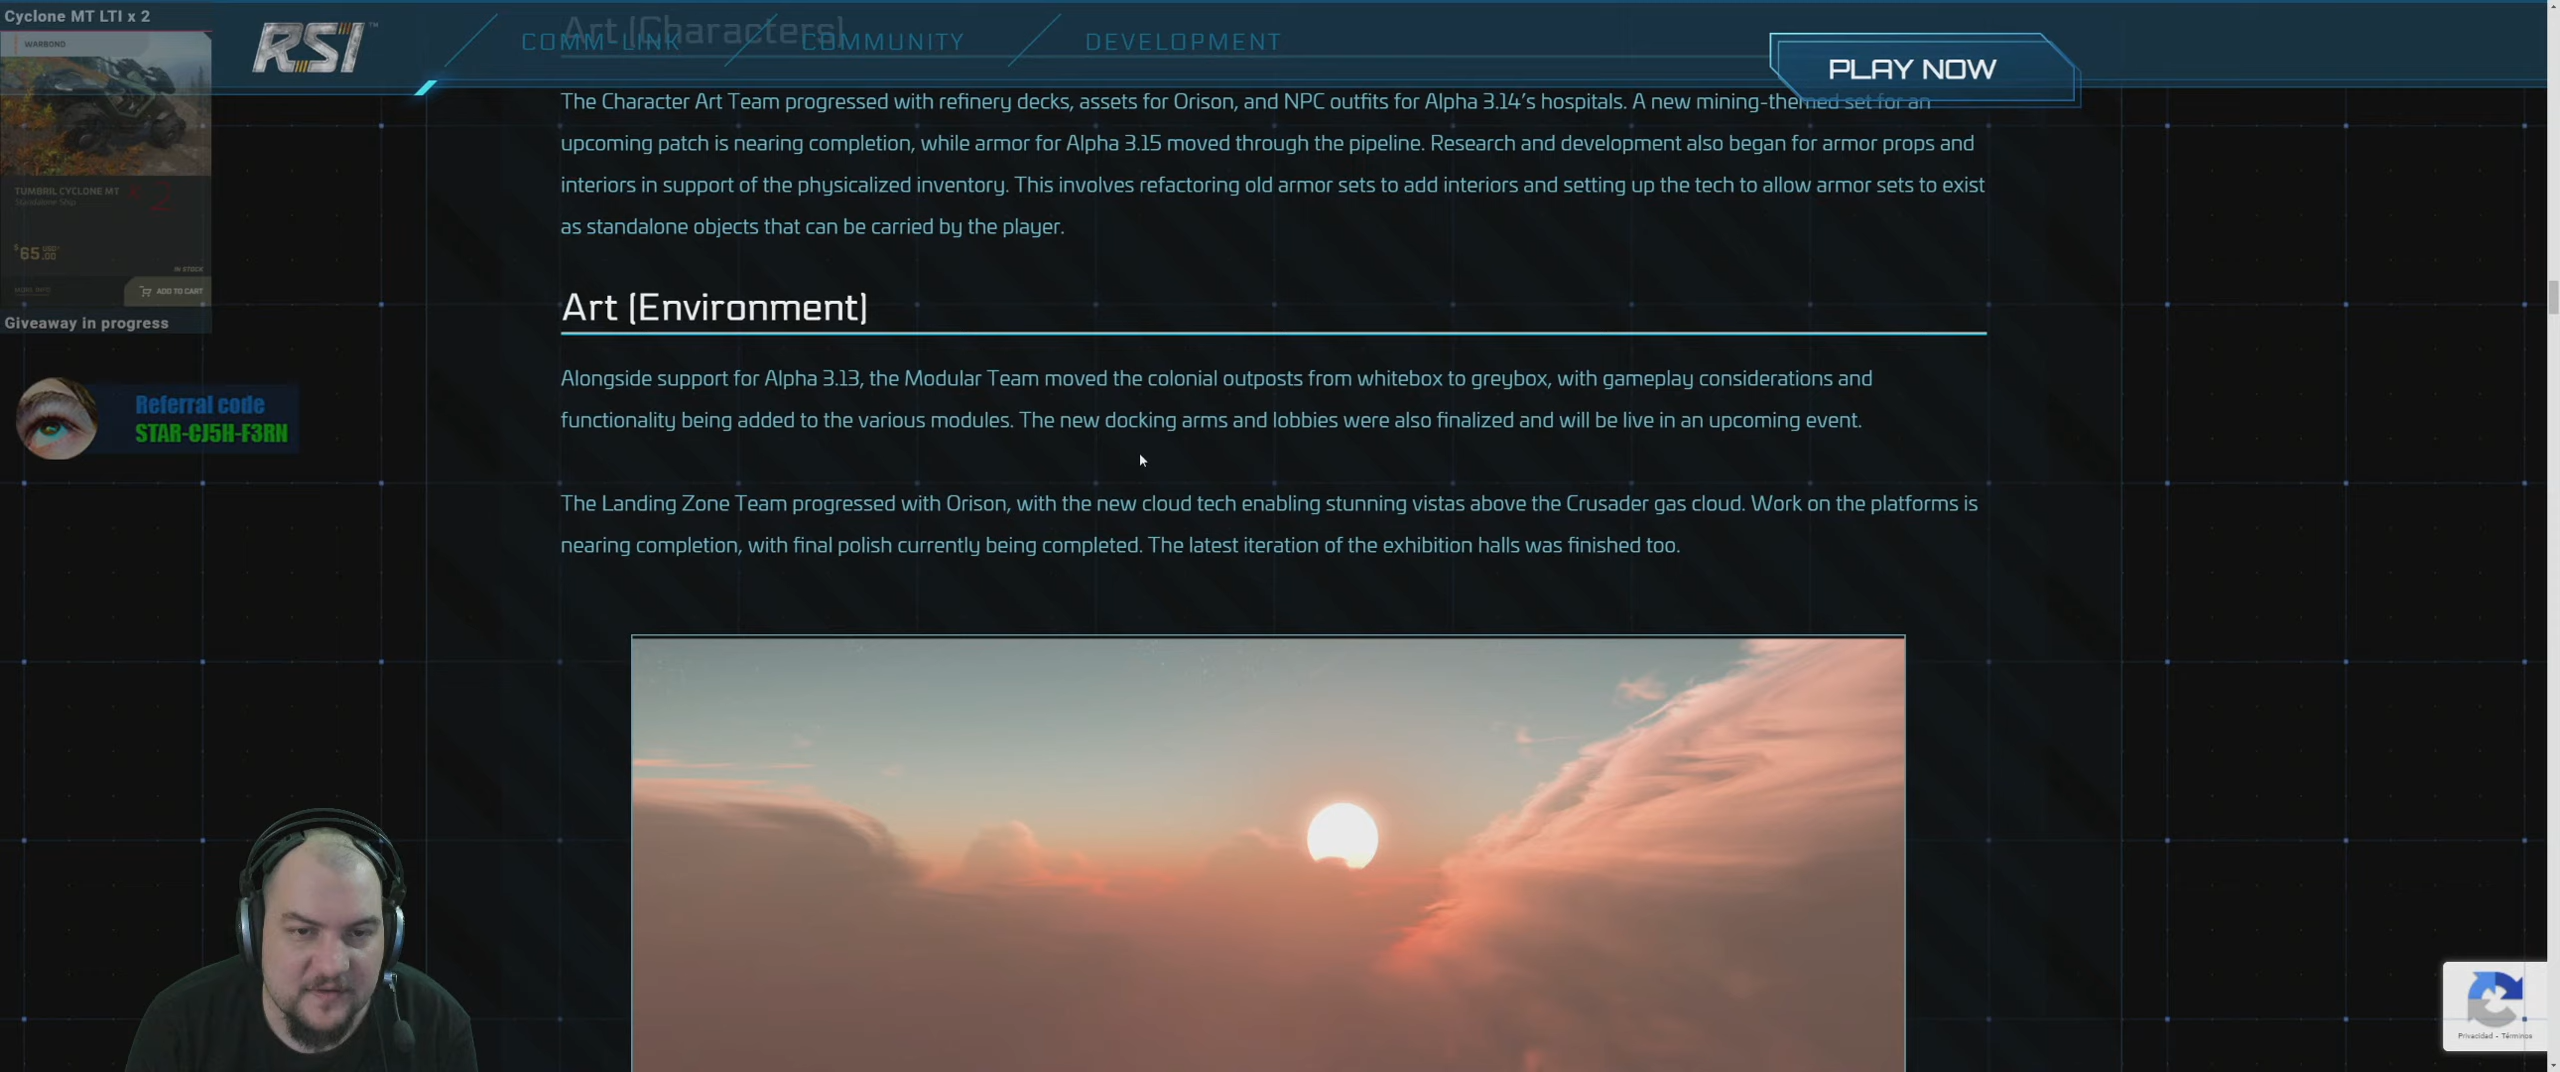 Cyclone MT LTI x 2
WARBOND
TUMBRIL CYCLONE MT
Standalone Ship
x 2
$65.00 USD
IN STOCK
ADD TO CART
Giveaway in progress
Referral code
STAR-CJ5H-F3RN
RSI
TM
COMM-LINK
COMMUNITY
DEVELOPMENT
PLAY NOW
Art (Characters)
The Character Art Team progressed with refinery decks, assets for Orison, and NPC outfits for Alpha 3.14's hospitals. A new mining-themed set for an
upcoming patch is nearing completion, while armor for Alpha 3.15 moved through the pipeline. Research and development also began for armor props and
interiors in support of the physicalized inventory. This involves refactoring old armor sets to add interiors and setting up the tech to allow armor sets to exist
as standalone objects that can be carried by the player.
Art (Environment)
Alongside support for Alpha 3.13, the Modular Team moved the colonial outposts from whitebox to greybox, with gameplay considerations and
functionality being added to the various modules. The new docking arms and lobbies were also finalized and will be live in an upcoming event.
The Landing Zone Team progressed with Orison, with the new cloud tech enabling stunning vistas above the Crusader gas cloud. Work on the platforms is
nearing completion, with final polish currently being completed. The latest iteration of the exhibition halls was finished too.
Privacidad - Términos